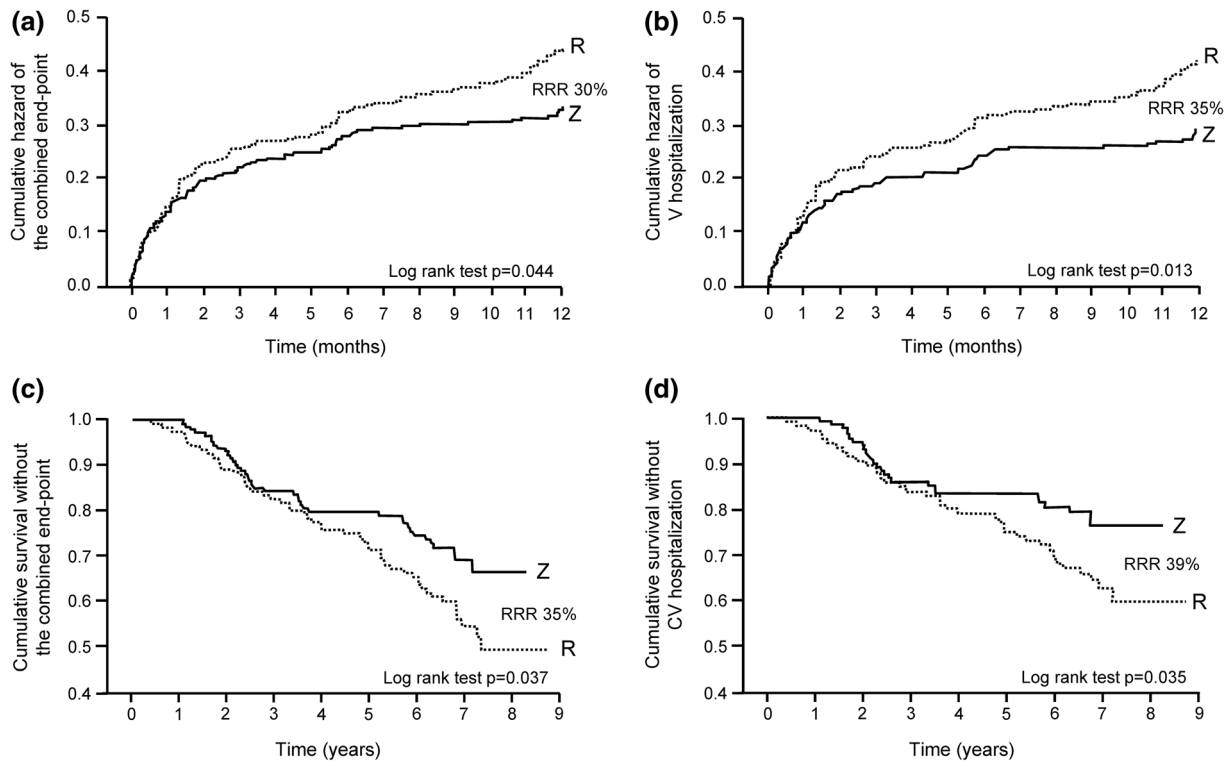 (a)
Cumulative hazard of
the combined end-point
0.5
0.4
0.3
0.2
0.1
0.0
R
RRR 30%
Z
Log rank test p=0.044
0 1 2 3 4 5 6 7 8 9 10 11 12
Time (months)
(b)
Cumulative hazard of
V hospitalization
0.5
0.4
0.3
0.2
0.1
0.0
R
RRR 35%
Z
Log rank test p=0.013
0 1 2 3 4 5 6 7 8 9 10 11 12
Time (months)
(c)
Cumulative survival without
the combined end-point
1.0
0.9
0.8
0.7
0.6
0.5
0.4
Z
RRR 35%
R
Log rank test p=0.037
0 1 2 3 4 5 6 7 8 9
Time (years)
(d)
Cumulative survival without
CV hospitalization
1.0
0.9
0.8
0.7
0.6
0.5
0.4
Z
RRR 39%
R
Log rank test p=0.035
0 1 2 3 4 5 6 7 8 9
Time (years)